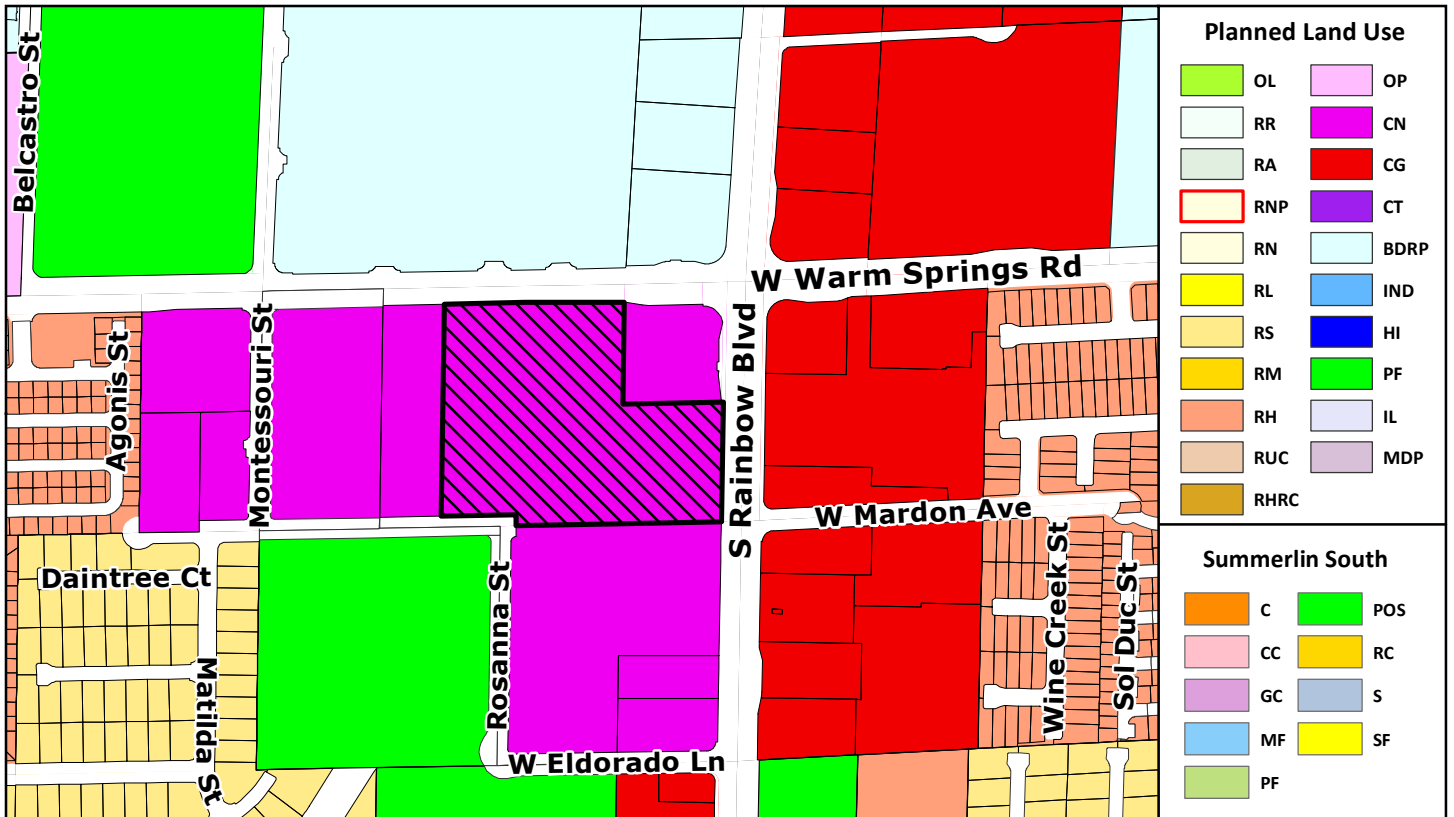 Belcastro St
W Warm Springs Rd
Montessouri St
Agonis St
S Rainbow Blvd
W Mardon Ave
Daintree Ct
Matilda St
Rosanna St
Wine Creek St
Sol Duc St
W Eldorado Ln
Planned Land Use
OL OP
RR CN
RA CG
RNP CT
RN BDRP
RL IND
RS HI
RM PF
RH IL
RUC MDP
RHRC
Summerlin South
C POS
CC RC
GC S
MF SF
PF